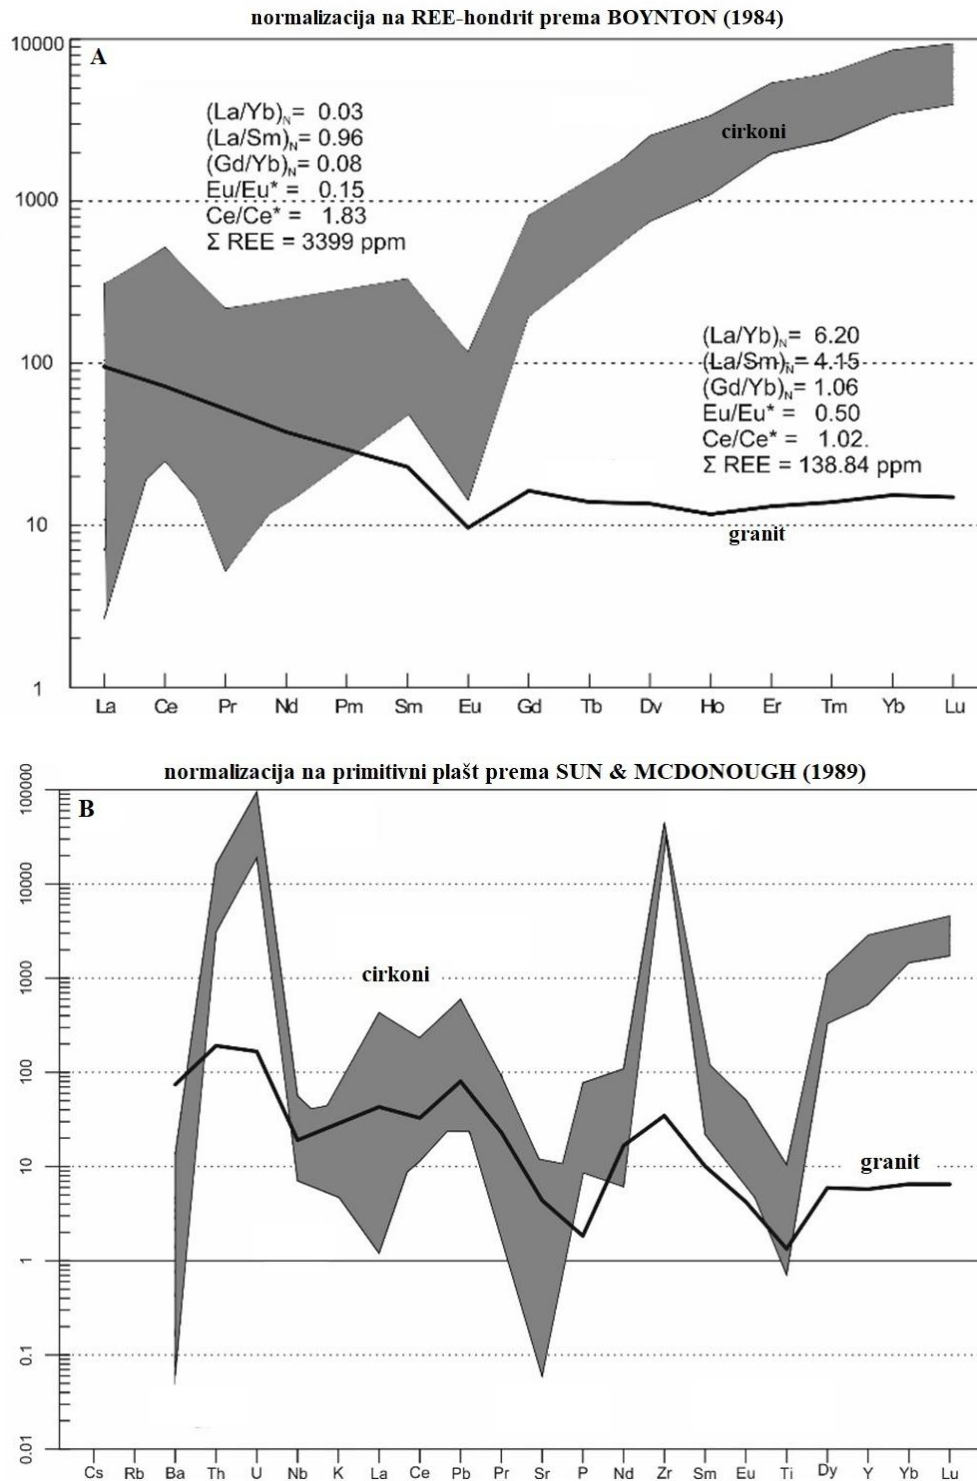 normalizacija na REE-hondrit prema BOYNTON (1984)
A
10000
1000
100
10
1
(La/Yb)N= 0.03
(La/Sm)N= 0.96
(Gd/Yb)N= 0.08
Eu/Eu* = 0.15
Ce/Ce* = 1.83
Σ REE = 3399 ppm
cirkoni
(La/Yb)N= 6.20
(La/Sm)N= 4.15
(Gd/Yb)N= 1.06
Eu/Eu* = 0.50
Ce/Ce* = 1.02.
Σ REE = 138.84 ppm
granit
La Ce Pr Nd Pm Sm Eu Gd Tb Dv Ho Er Tm Yb Lu
normalizacija na primitivni plašt prema SUN & MCDONOUGH (1989)
B
100000
10000
1000
100
10
1
0.1
0.01
cirkoni
granit
Cs Rb Ba Th U Nb K La Ce Pb Pr Sr P Nd Zr Sm Eu Ti Dy Y Yb Lu